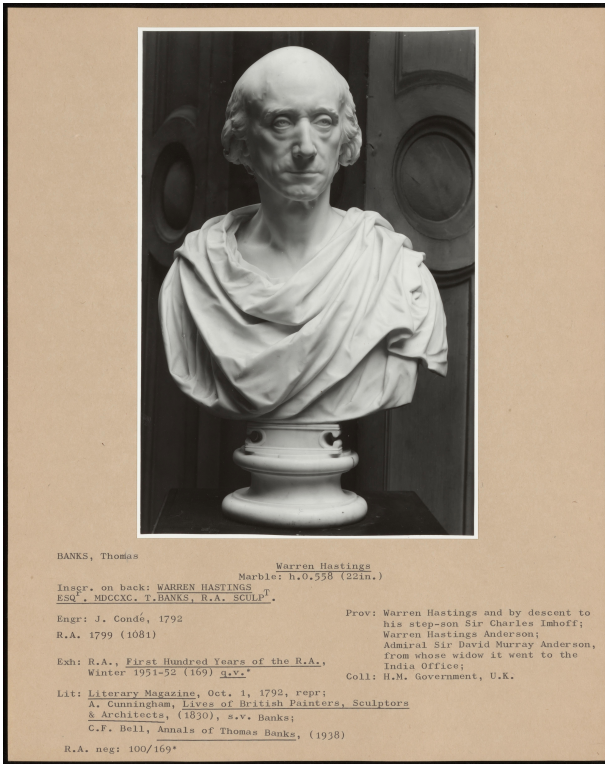 BANKS, Thomas
Warren Hastings
Marble: h.0.558 (22in.)
Inscr. on back: WARREN HASTINGS
ESQr. MDCCXC. T.BANKS, R.A. SCULPT.
Engr: J. Condé, 1792
R.A. 1799 (1081)
Exh: R.A., First Hundred Years of the R.A.,
Winter 1951-52 (169) q.v.*
Lit: Literary Magazine, Oct. 1, 1792, repr;
A. Cunningham, Lives of British Painters, Sculptors
& Architects, (1830), s.v. Banks;
C.F. Bell, Annals of Thomas Banks, (1938)
R.A. neg: 100/169*
Prov: Warren Hastings and by descent to
his step-son Sir Charles Imhoff;
Warren Hastings Anderson;
Admiral Sir David Murray Anderson,
from whose widow it went to the
India Office;
Coll: H.M. Government, U.K.